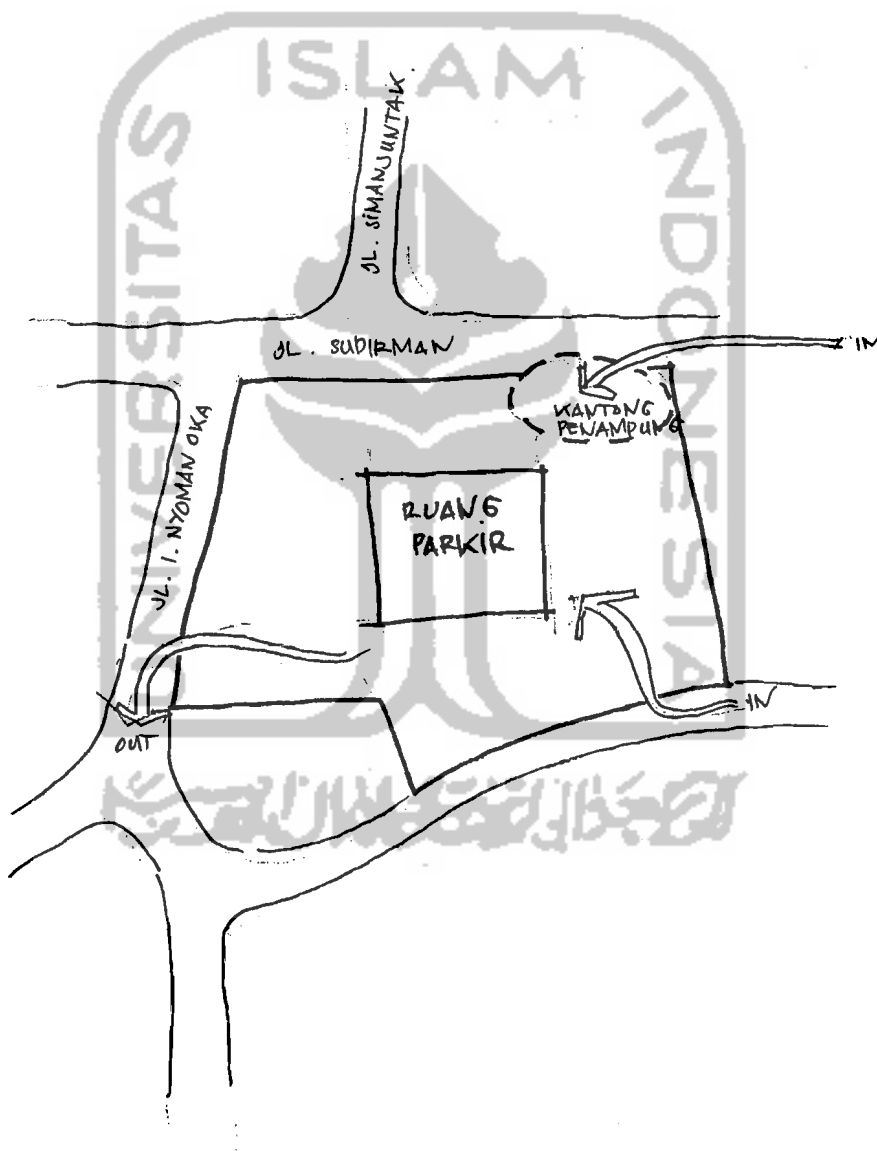 ISLAM
UNIVERSITAS
INDONESIA
JL. SIMANJUNTAK
JL. SUDIRMAN
IN
KANTONG
PENAMPUNG
JL. I. NYOMAN OKA
RUANG
PARKIR
IN
OUT